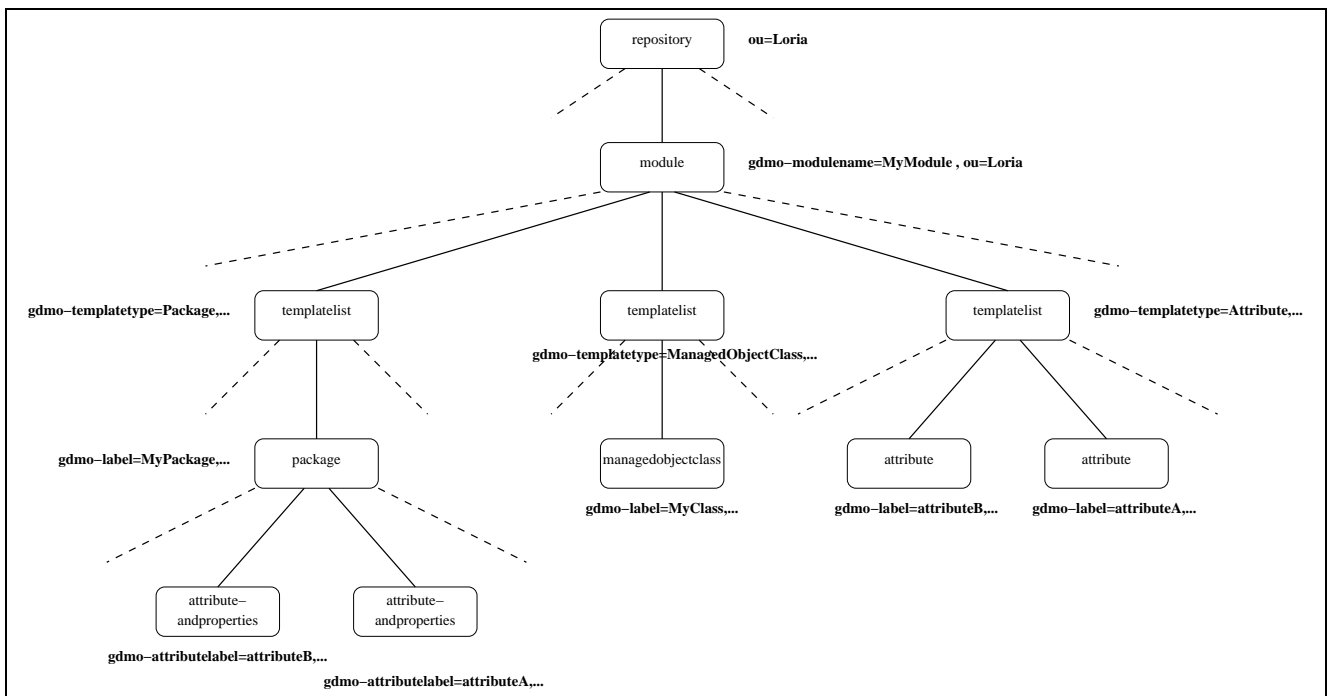 repository
ou=Loria
module
gdmo−modulename=MyModule , ou=Loria
gdmo−templatetype=Package,...
templatelist
templatelist
templatelist
gdmo−templatetype=Attribute,...
gdmo−templatetype=ManagedObjectClass,...
gdmo−label=MyPackage,...
package
managedobjectclass
attribute
attribute
gdmo−label=MyClass,...
gdmo−label=attributeB,...
gdmo−label=attributeA,...
attribute−
andproperties
attribute−
andproperties
gdmo−attributelabel=attributeB,...
gdmo−attributelabel=attributeA,...